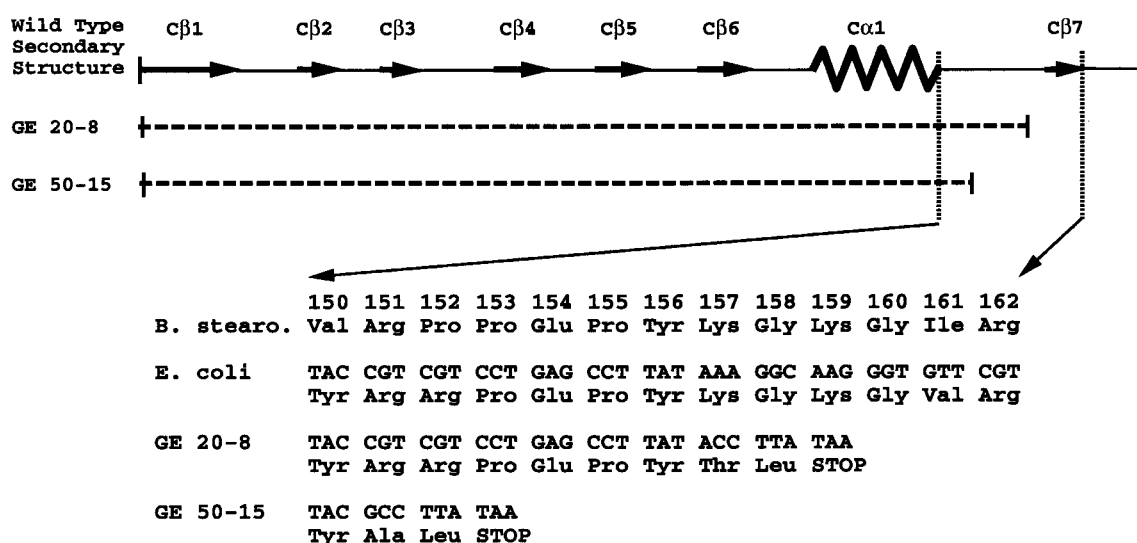 Wild Type Secondary Structure
Cβ1 Cβ2 Cβ3 Cβ4 Cβ5 Cβ6 Cα1 Cβ7
GE 20-8
GE 50-15
150 151 152 153 154 155 156 157 158 159 160 161 162
B. stearo. Val Arg Pro Pro Glu Pro Tyr Lys Gly Lys Gly Ile Arg
E. coli TAC CGT CGT CCT GAG CCT TAT AAA GGC AAG GGT GTT CGT
Tyr Arg Arg Pro Glu Pro Tyr Lys Gly Lys Gly Val Arg
GE 20-8 TAC CGT CGT CCT GAG CCT TAT ACC TTA TAA
Tyr Arg Arg Pro Glu Pro Tyr Thr Leu STOP
GE 50-15 TAC GCC TTA TAA
Tyr Ala Leu STOP